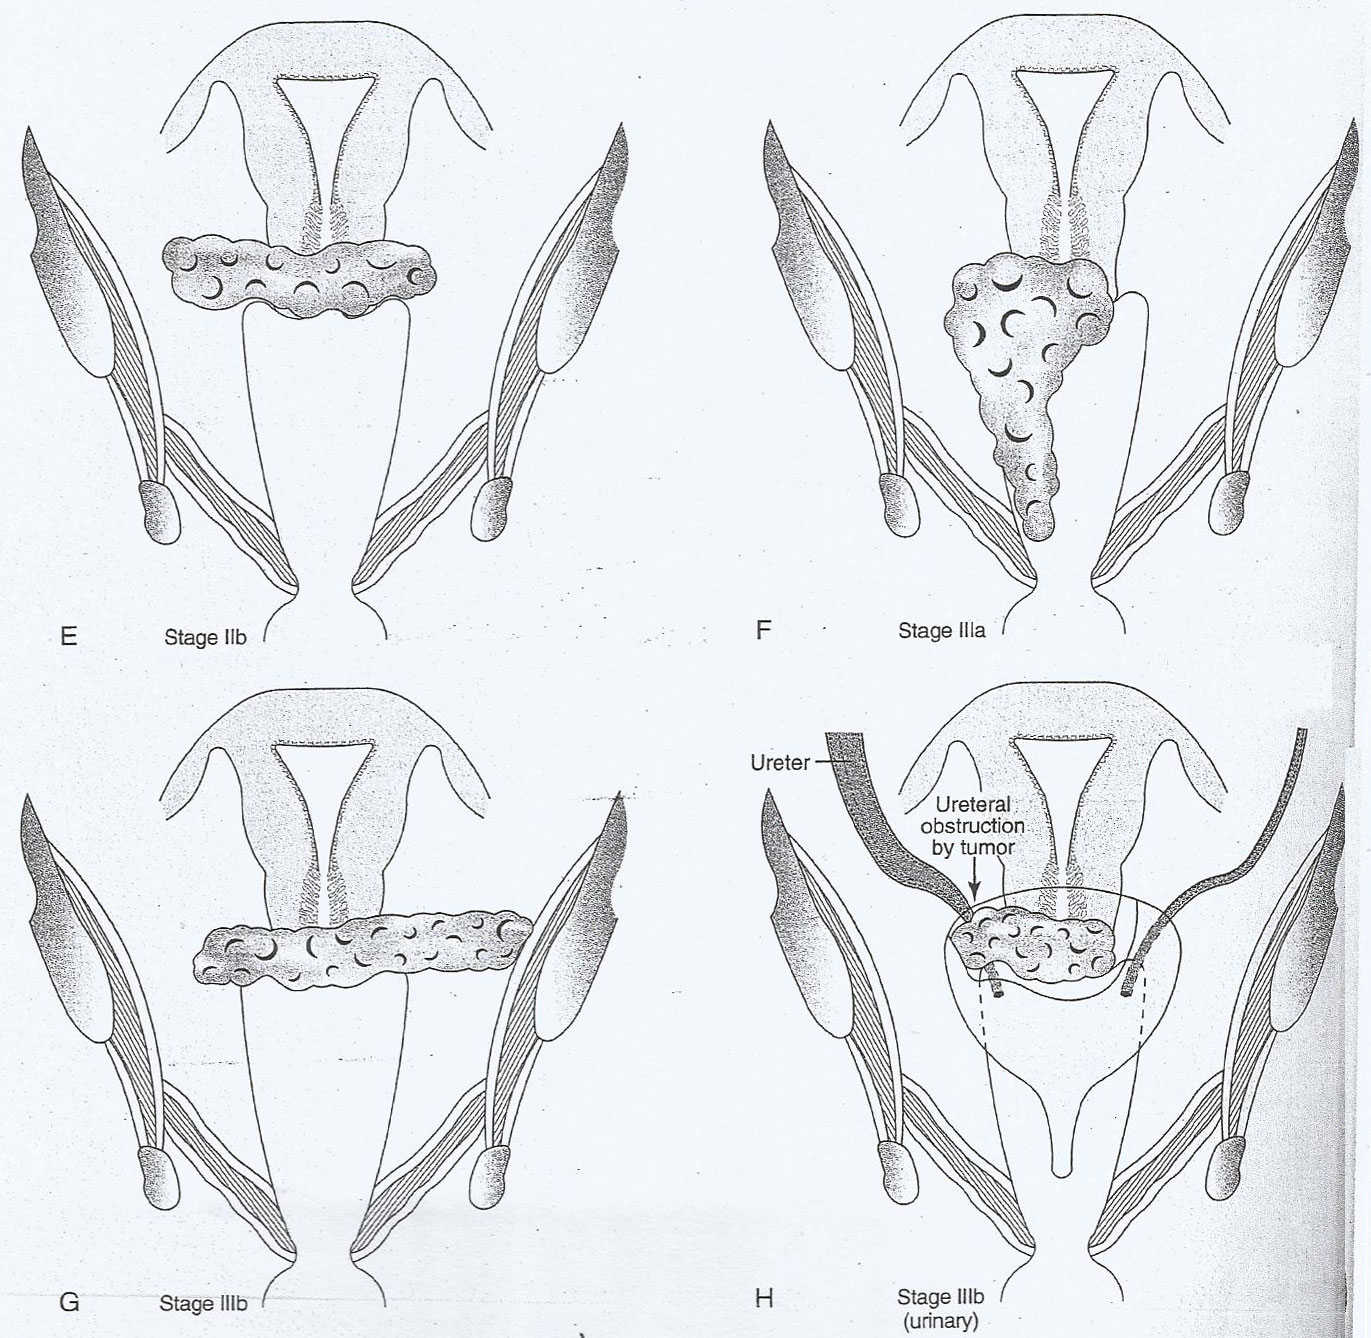 E
Stage IIb
F
Stage IIIa
Ureter
Ureteral
obstruction
by tumor
G
Stage IIIb
H
Stage IIIb
(urinary)